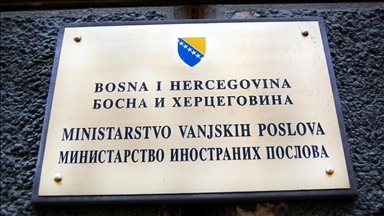 BOSNA I HERCEGOVINA
БОСНА И ХЕРЦЕГОВИНА
MINISTARSTVO VANJSKIH POSLOVA
МИНИСТАРСТВО ИНОСТРАНИХ ПОСЛОВА